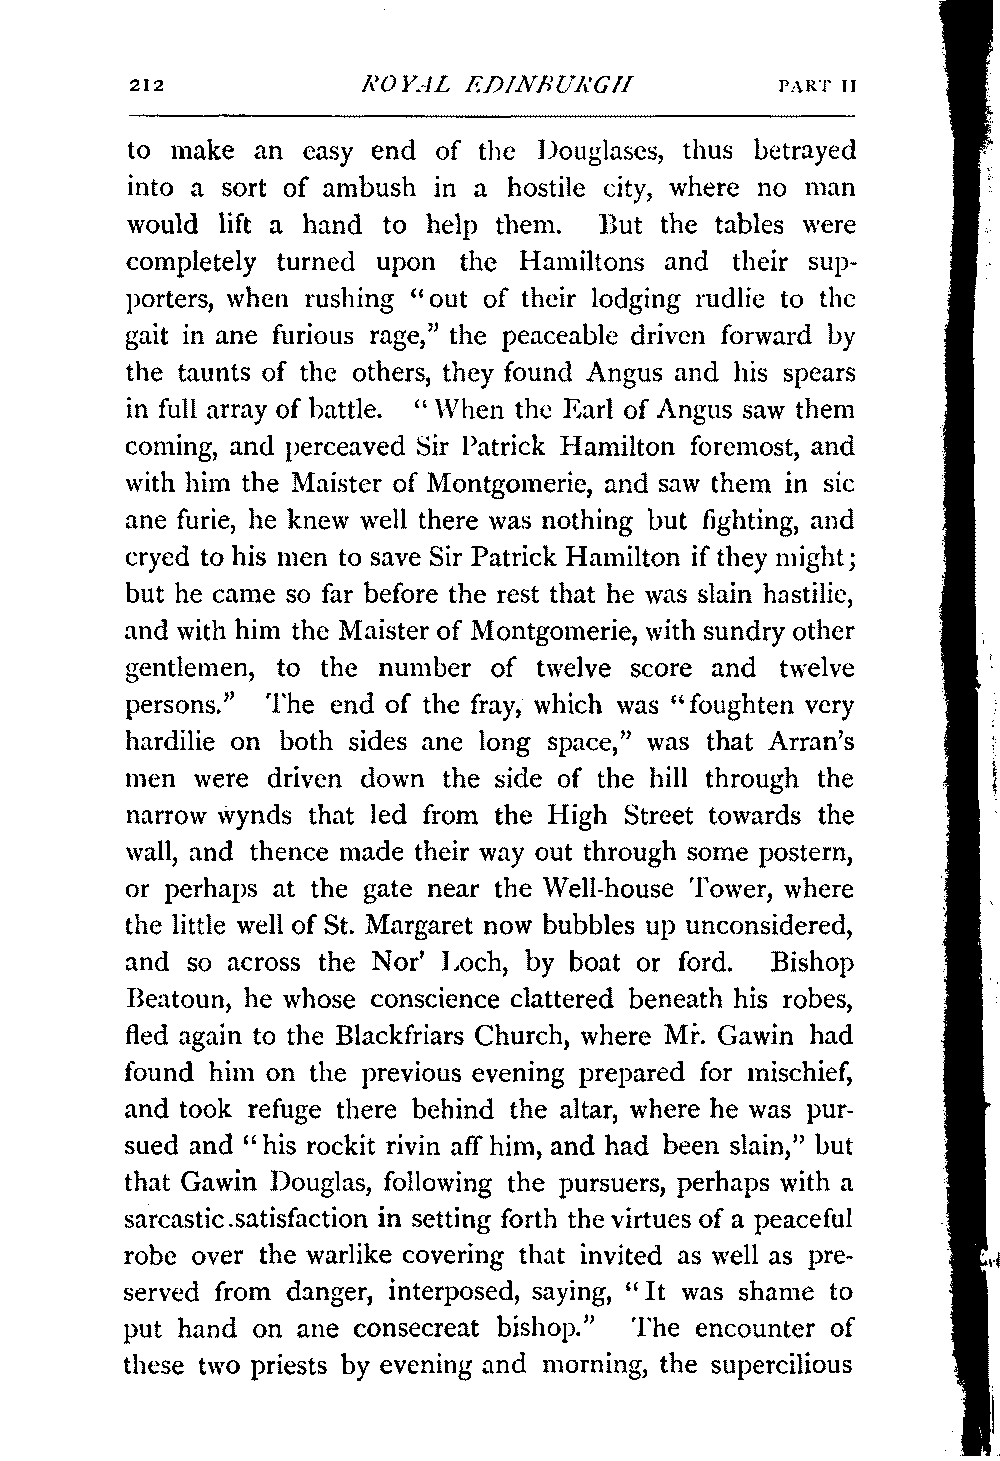 212 ROYAL EDINBURGH PART II
to make an easy end of the Douglases, thus betrayed
into a sort of ambush in a hostile city, where no man
would lift a hand to help them. But the tables were
completely turned upon the Hamiltons and their sup-
porters, when rushing “out of their lodging rudlie to the
gait in ane furious rage,” the peaceable driven forward by
the taunts of the others, they found Angus and his spears
in full array of battle. “When the Earl of Angus saw them
coming, and perceaved Sir Patrick Hamilton foremost, and
with him the Maister of Montgomerie, and saw them in sic
ane furie, he knew well there was nothing but fighting, and
cryed to his men to save Sir Patrick Hamilton if they might;
but he came so far before the rest that he was slain hastilie,
and with him the Maister of Montgomerie, with sundry other
gentlemen, to the number of twelve score and twelve
persons.” The end of the fray, which was “foughten very
hardilie on both sides ane long space,” was that Arran’s
men were driven down the side of the hill through the
narrow wynds that led from the High Street towards the
wall, and thence made their way out through some postern,
or perhaps at the gate near the Well-house Tower, where
the little well of St. Margaret now bubbles up unconsidered,
and so across the Nor’ Loch, by boat or ford. Bishop
Beatoun, he whose conscience clattered beneath his robes,
fled again to the Blackfriars Church, where Mr. Gawin had
found him on the previous evening prepared for mischief,
and took refuge there behind the altar, where he was pur-
sued and “his rockit rivin aff him, and had been slain,” but
that Gawin Douglas, following the pursuers, perhaps with a
sarcastic satisfaction in setting forth the virtues of a peaceful
robe over the warlike covering that invited as well as pre-
served from danger, interposed, saying, “It was shame to
put hand on ane consecreat bishop.” The encounter of
these two priests by evening and morning, the supercilious